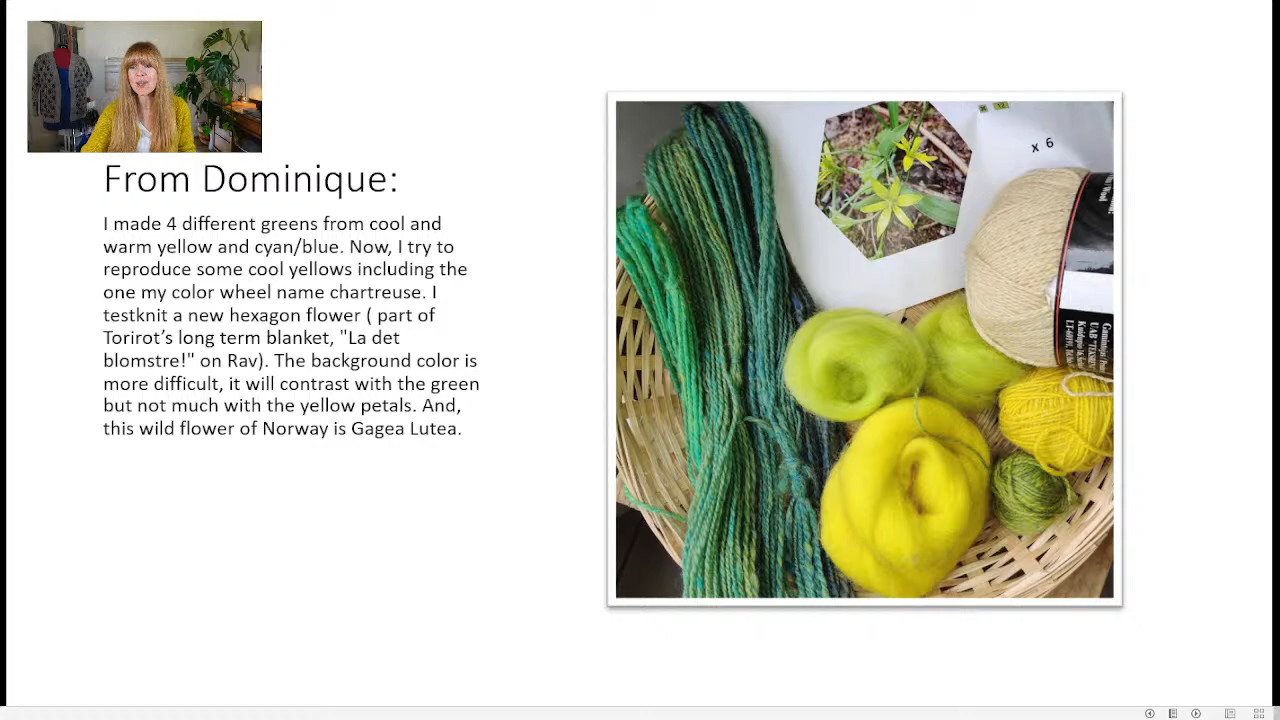 From Dominique:
I made 4 different greens from cool and
warm yellow and cyan/blue. Now, I try to
reproduce some cool yellows including the
one my color wheel name chartreuse. I
testknit a new hexagon flower ( part of
Torirot’s long term blanket, "La det
blomstre!" on Rav). The background color is
more difficult, it will contrast with the green
but not much with the yellow petals. And,
this wild flower of Norway is Gagea Lutea.
x 6
12